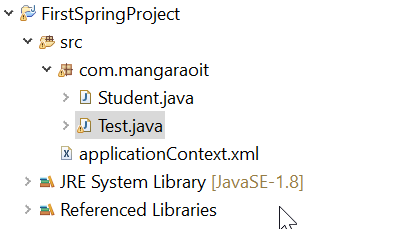 FirstSpringProject
src
com.mangaraoit
Student.java
Test.java
applicationContext.xml
JRE System Library [JavaSE-1.8]
Referenced Libraries